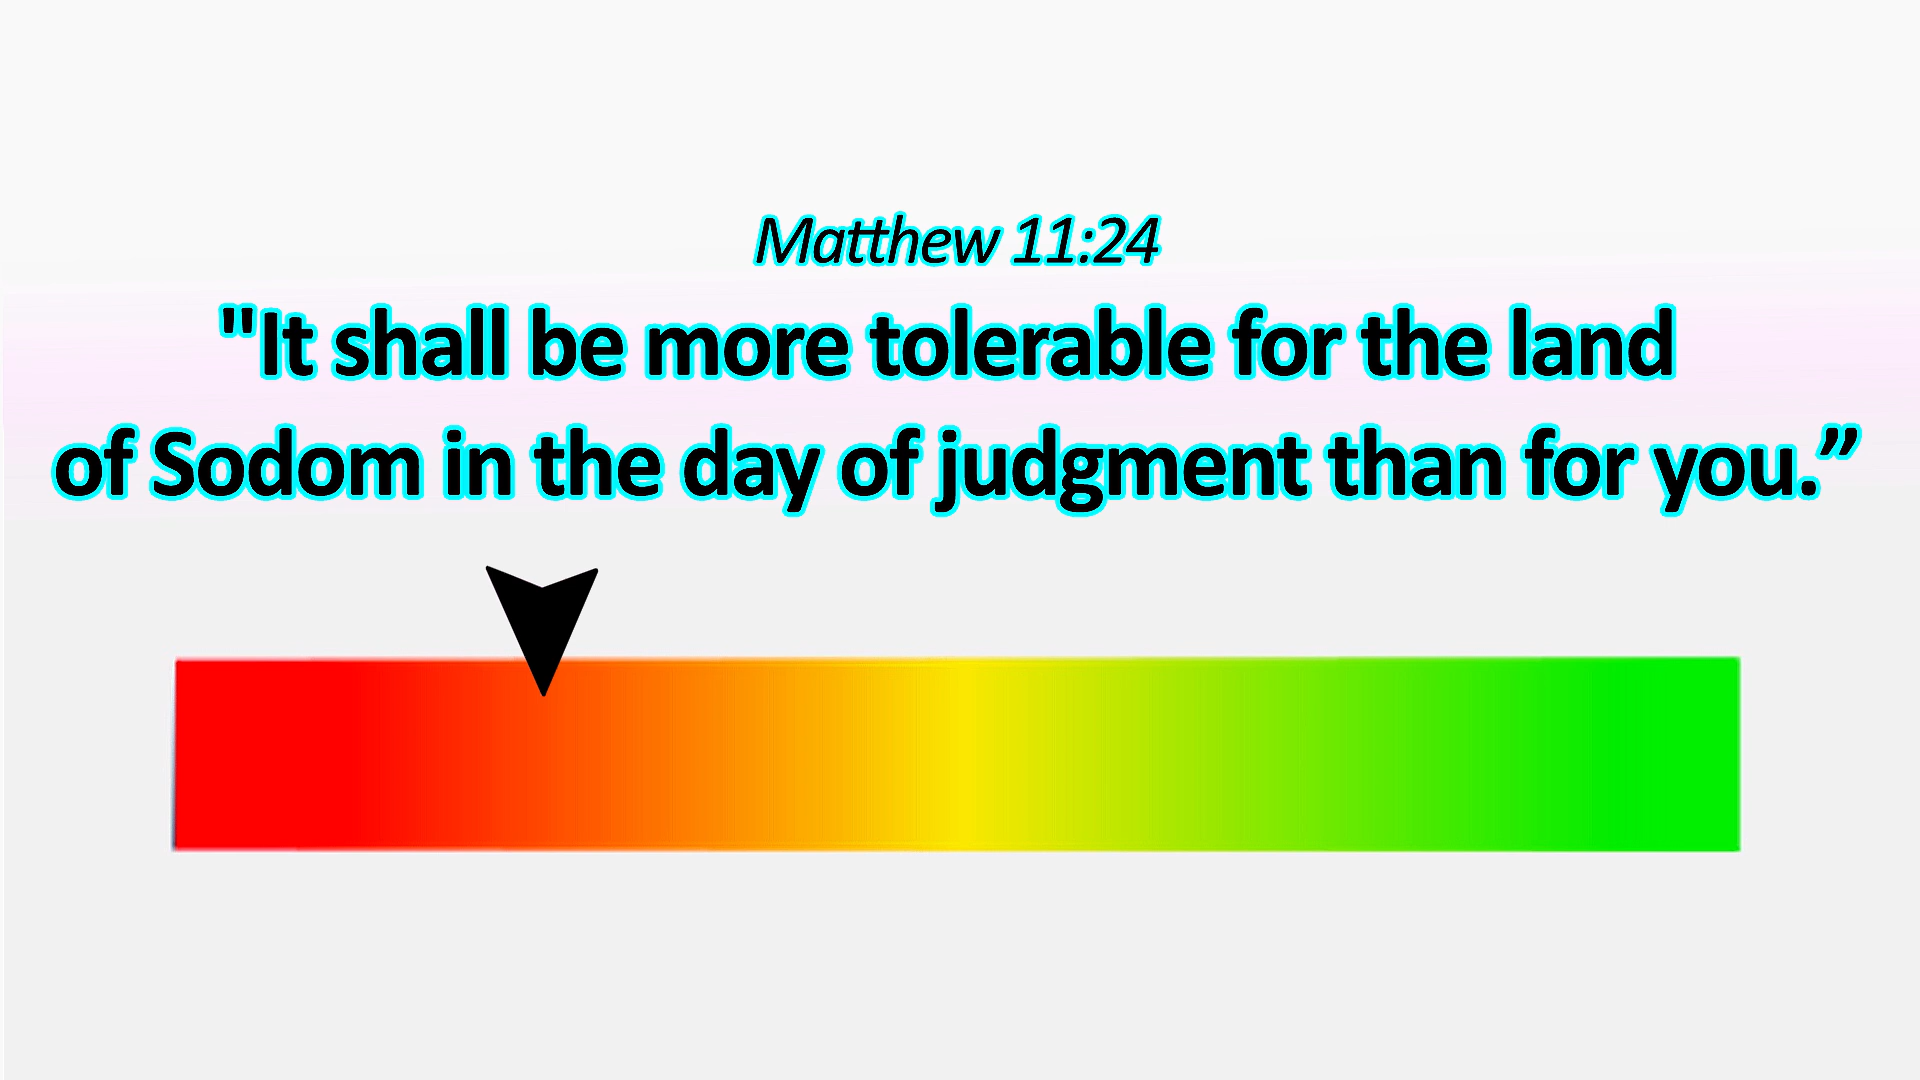 Matthew 11:24
"It shall be more tolerable for the land
of Sodom in the day of judgment than for you.”